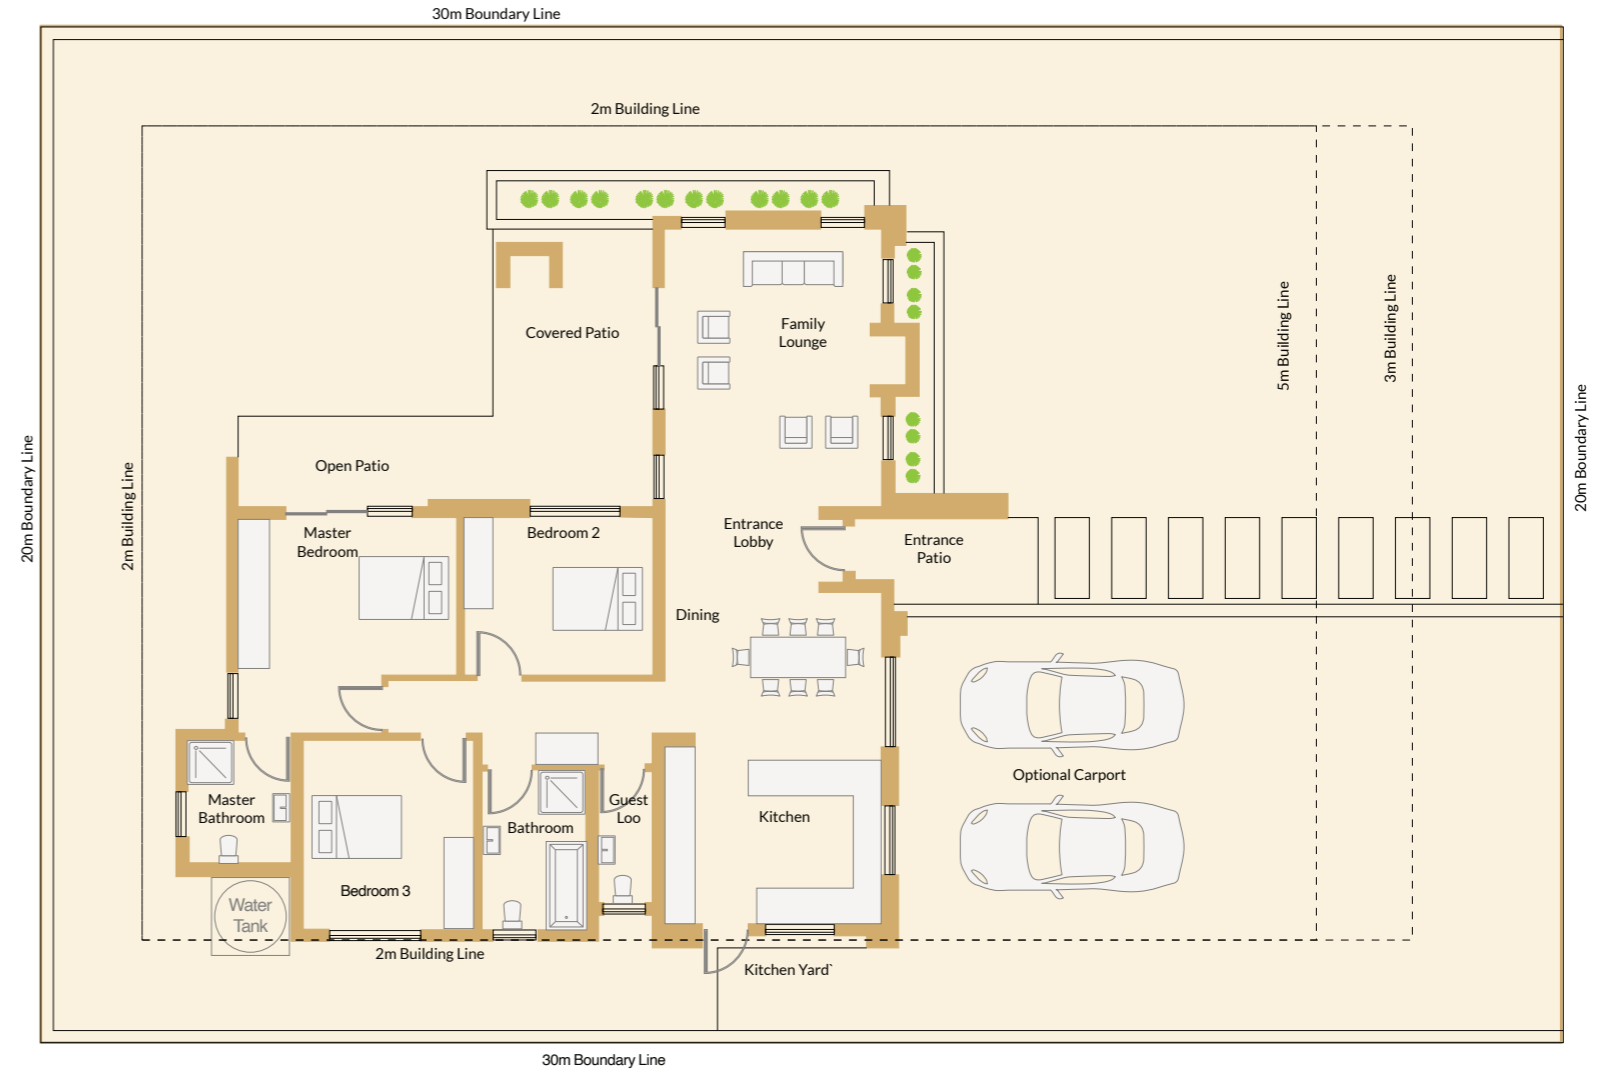 30m Boundary Line
2m Building Line
5m Building Line
3m Building Line
Covered Patio
Family
Lounge
20m Boundary Line
20m Boundary Line
2m Building Line
Open Patio
Master
Bedroom
Bedroom 2
Entrance
Lobby
Entrance
Patio
Dining
Optional Carport
Master
Bathroom
Bathroom
Guest
Loo
Kitchen
Bedroom 3
Water
Tank
2m Building Line
Kitchen Yard`
30m Boundary Line